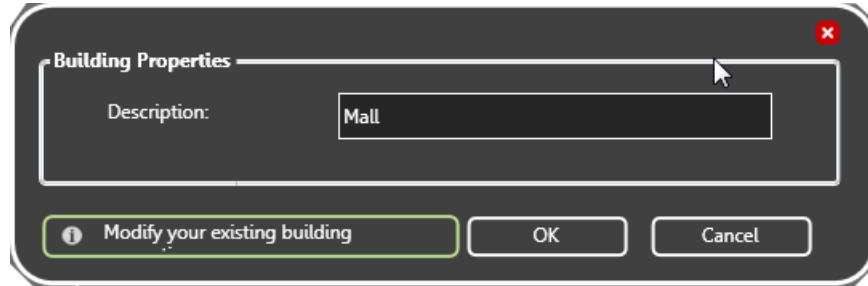 Building Properties
Description:
Mall
Modify your existing building
OK
Cancel